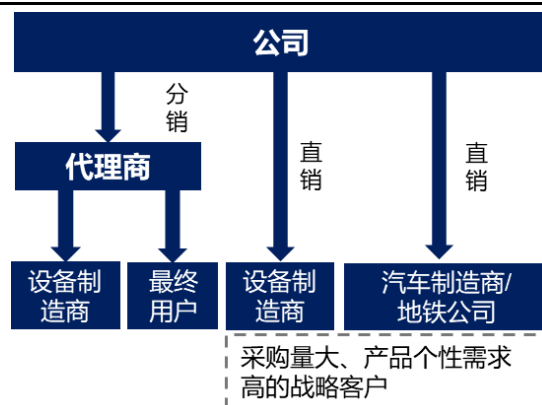 公司
分
销
直
销
直
销
代理商
设备制
造商
最终
用户
设备制
造商
汽车制造商/
地铁公司
采购量大、产品个性需求
高的战略客户